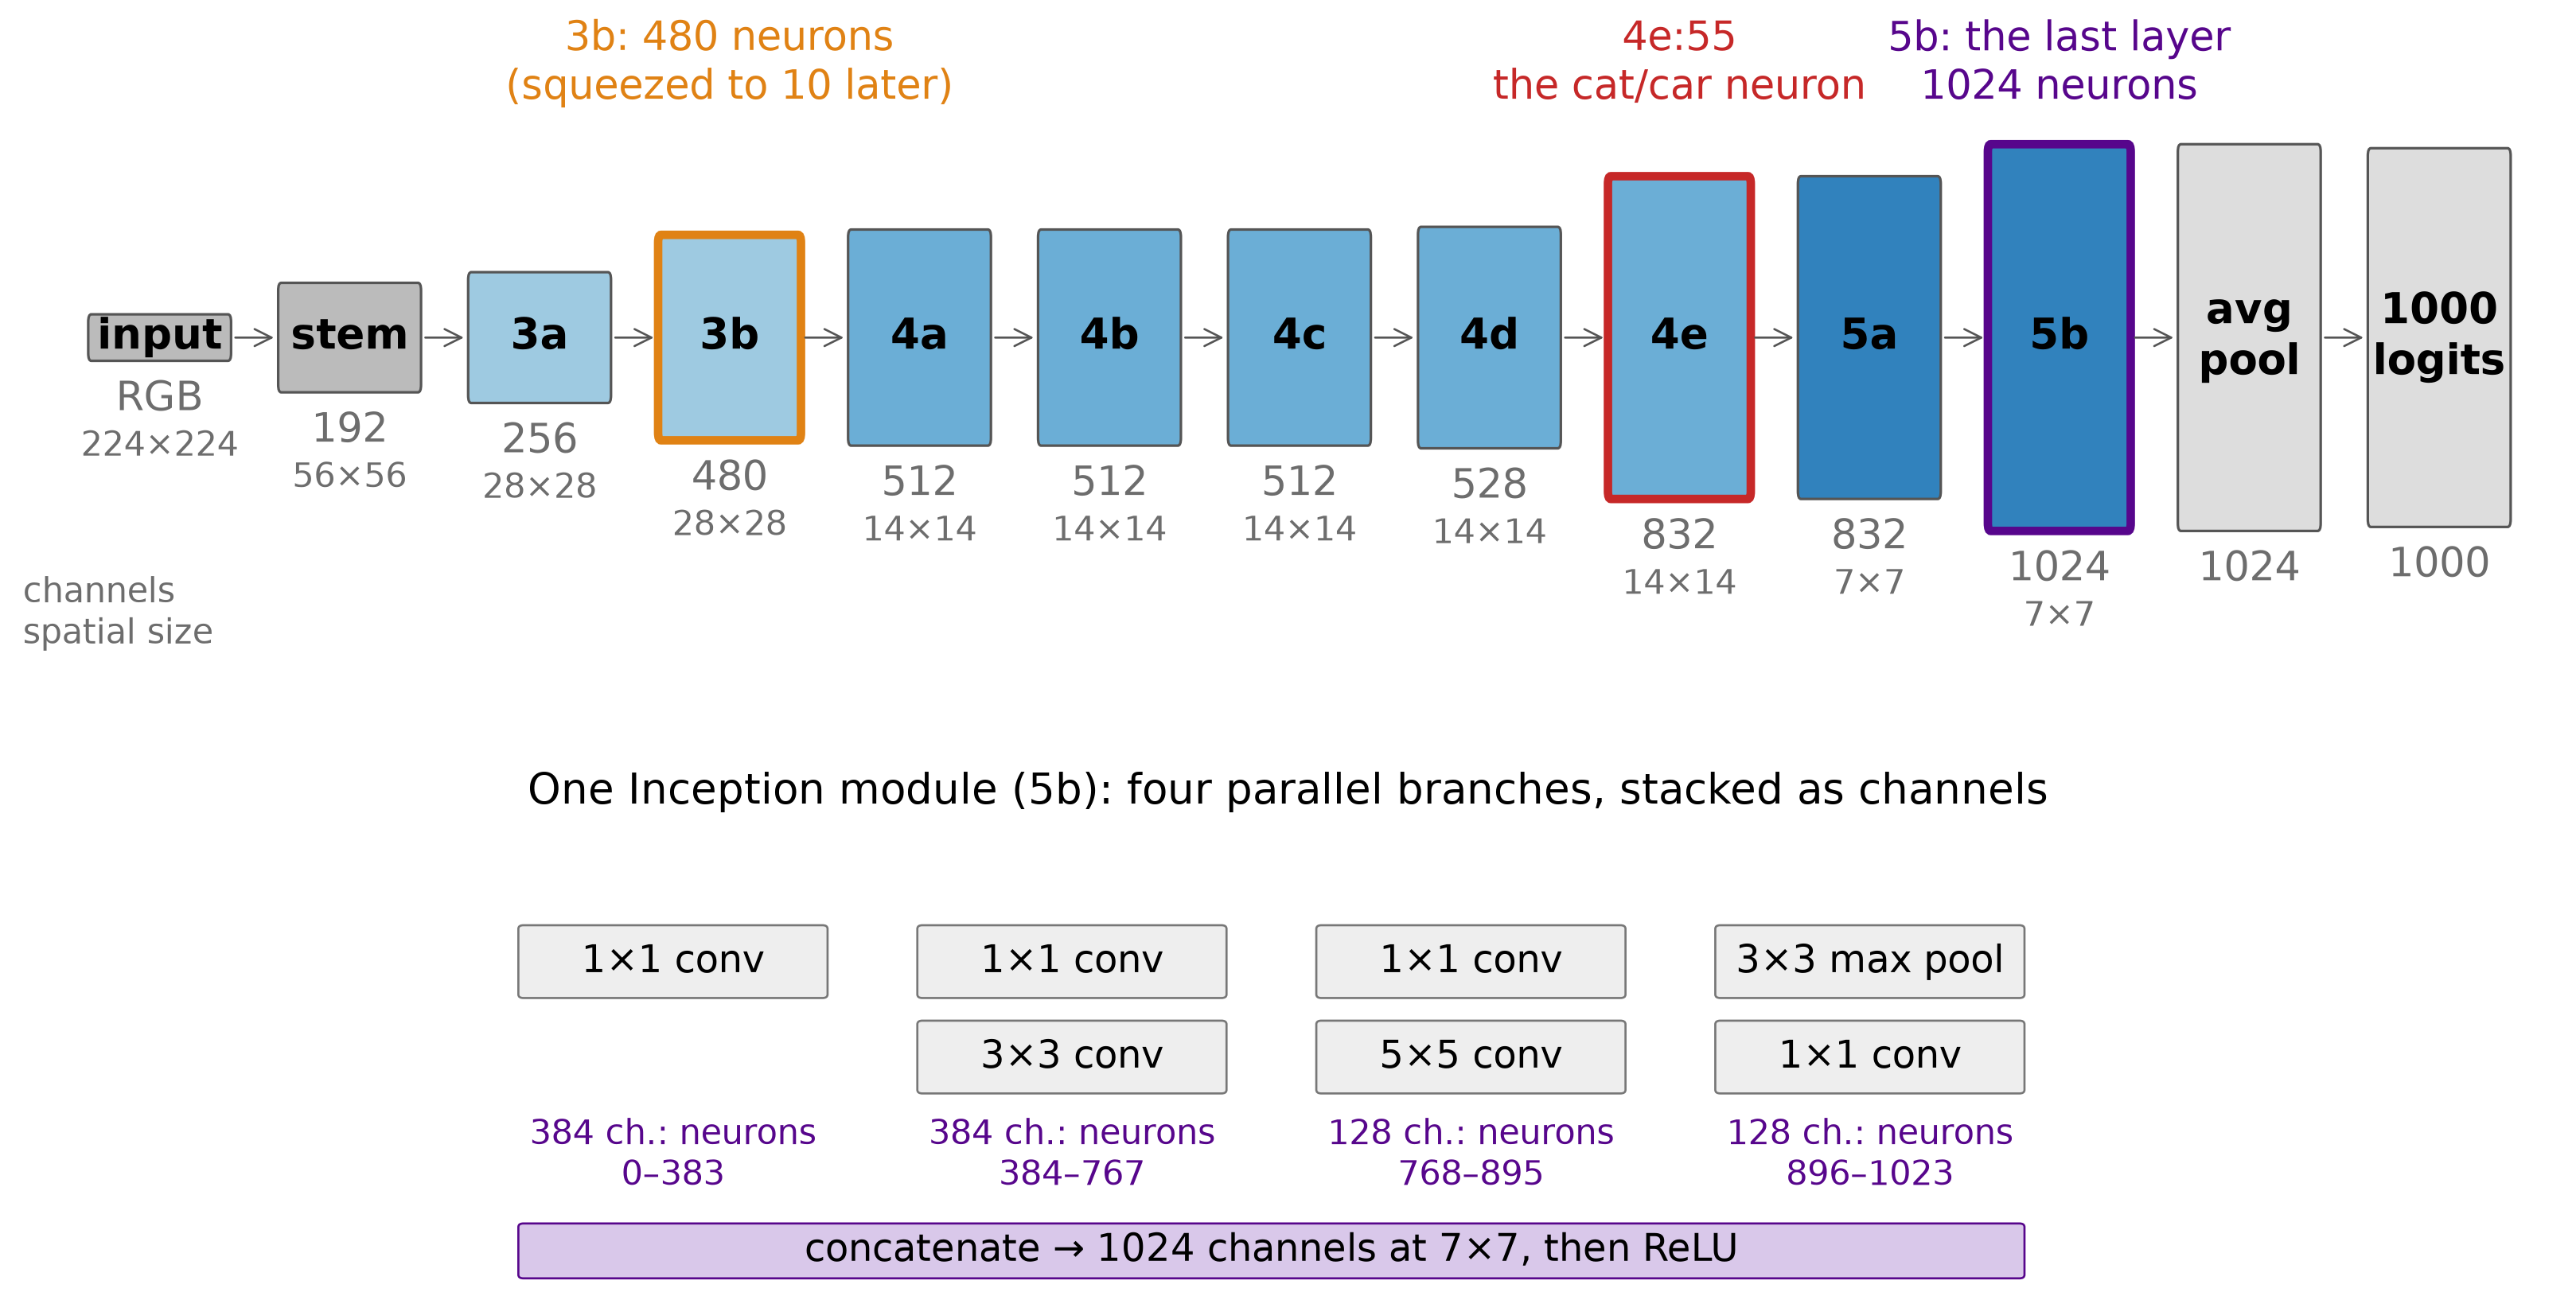 3b: 480 neurons
(squeezed to 10 later)
4e:55
the cat/car neuron
5b: the last layer
1024 neurons
input
RGB
224×224
stem
192
56×56
3a
256
28×28
3b
480
28×28
4a
512
14×14
4b
512
14×14
4c
512
14×14
4d
528
14×14
4e
832
14×14
5a
832
7×7
5b
1024
7×7
avg
pool
1024
1000
logits
1000
channels
spatial size
One Inception module (5b): four parallel branches, stacked as channels
1×1 conv
384 ch.: neurons
0–383
1×1 conv
3×3 conv
384 ch.: neurons
384–767
1×1 conv
5×5 conv
128 ch.: neurons
768–895
3×3 max pool
1×1 conv
128 ch.: neurons
896–1023
concatenate → 1024 channels at 7×7, then ReLU